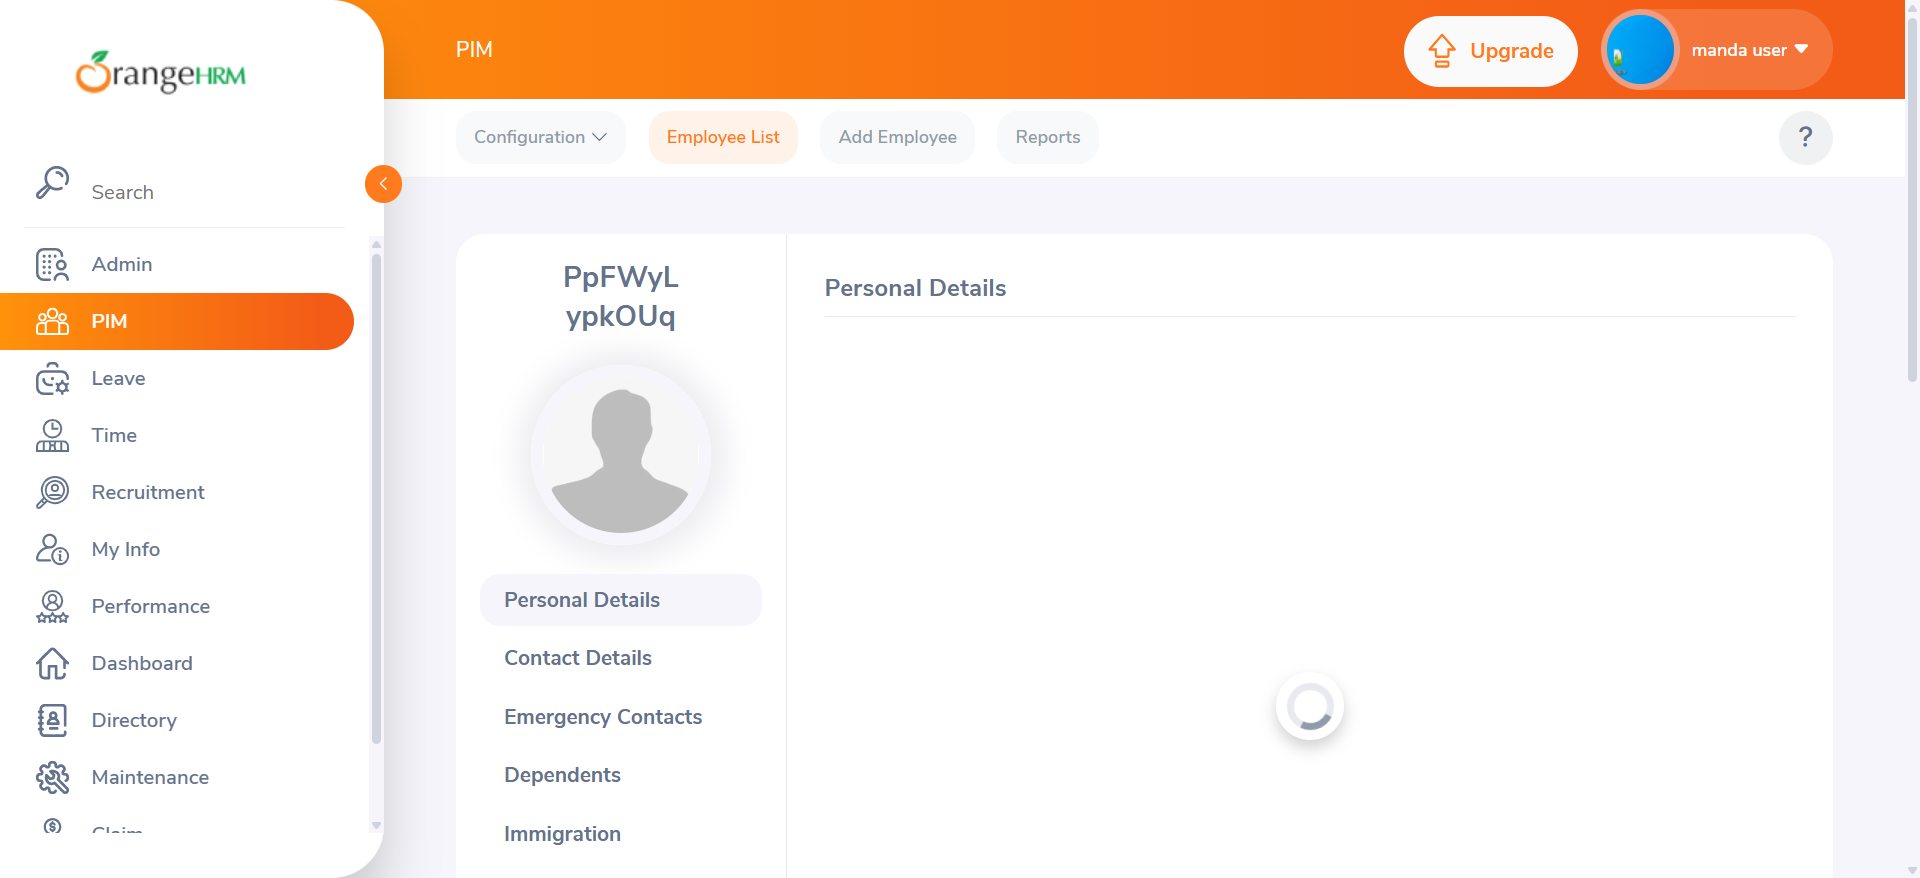 OrangeHRM
PIM
Upgrade
manda user
Search
Configuration
Employee List
Add Employee
Reports
?
Admin
PIM
Leave
Time
Recruitment
My Info
Performance
Dashboard
Directory
Maintenance
Claim
PpFWyL
ypkOUq
Personal Details
Contact Details
Emergency Contacts
Dependents
Immigration
Personal Details